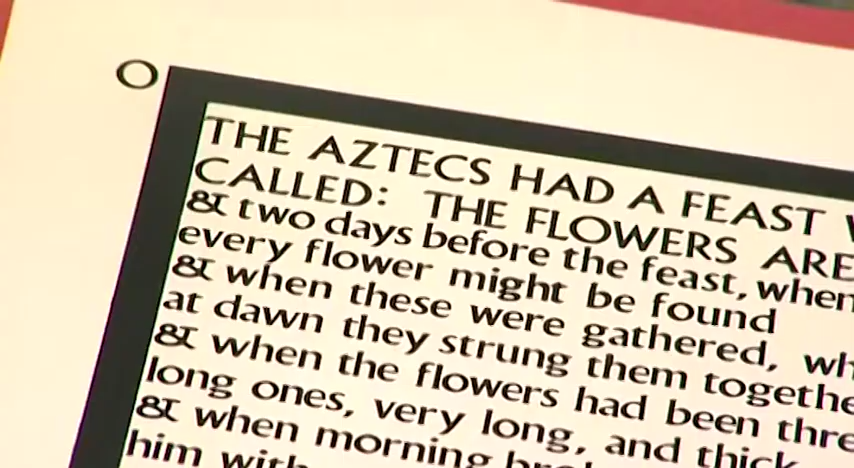 O
THE AZTECS HAD A FEAST
CALLED: THE FLOWERS ARE
& two days before the feast, when
every flower might be found
& when these were gathered,
at dawn they strung them
& when the flowers had been
long ones, very long, and thick
& when morning
him